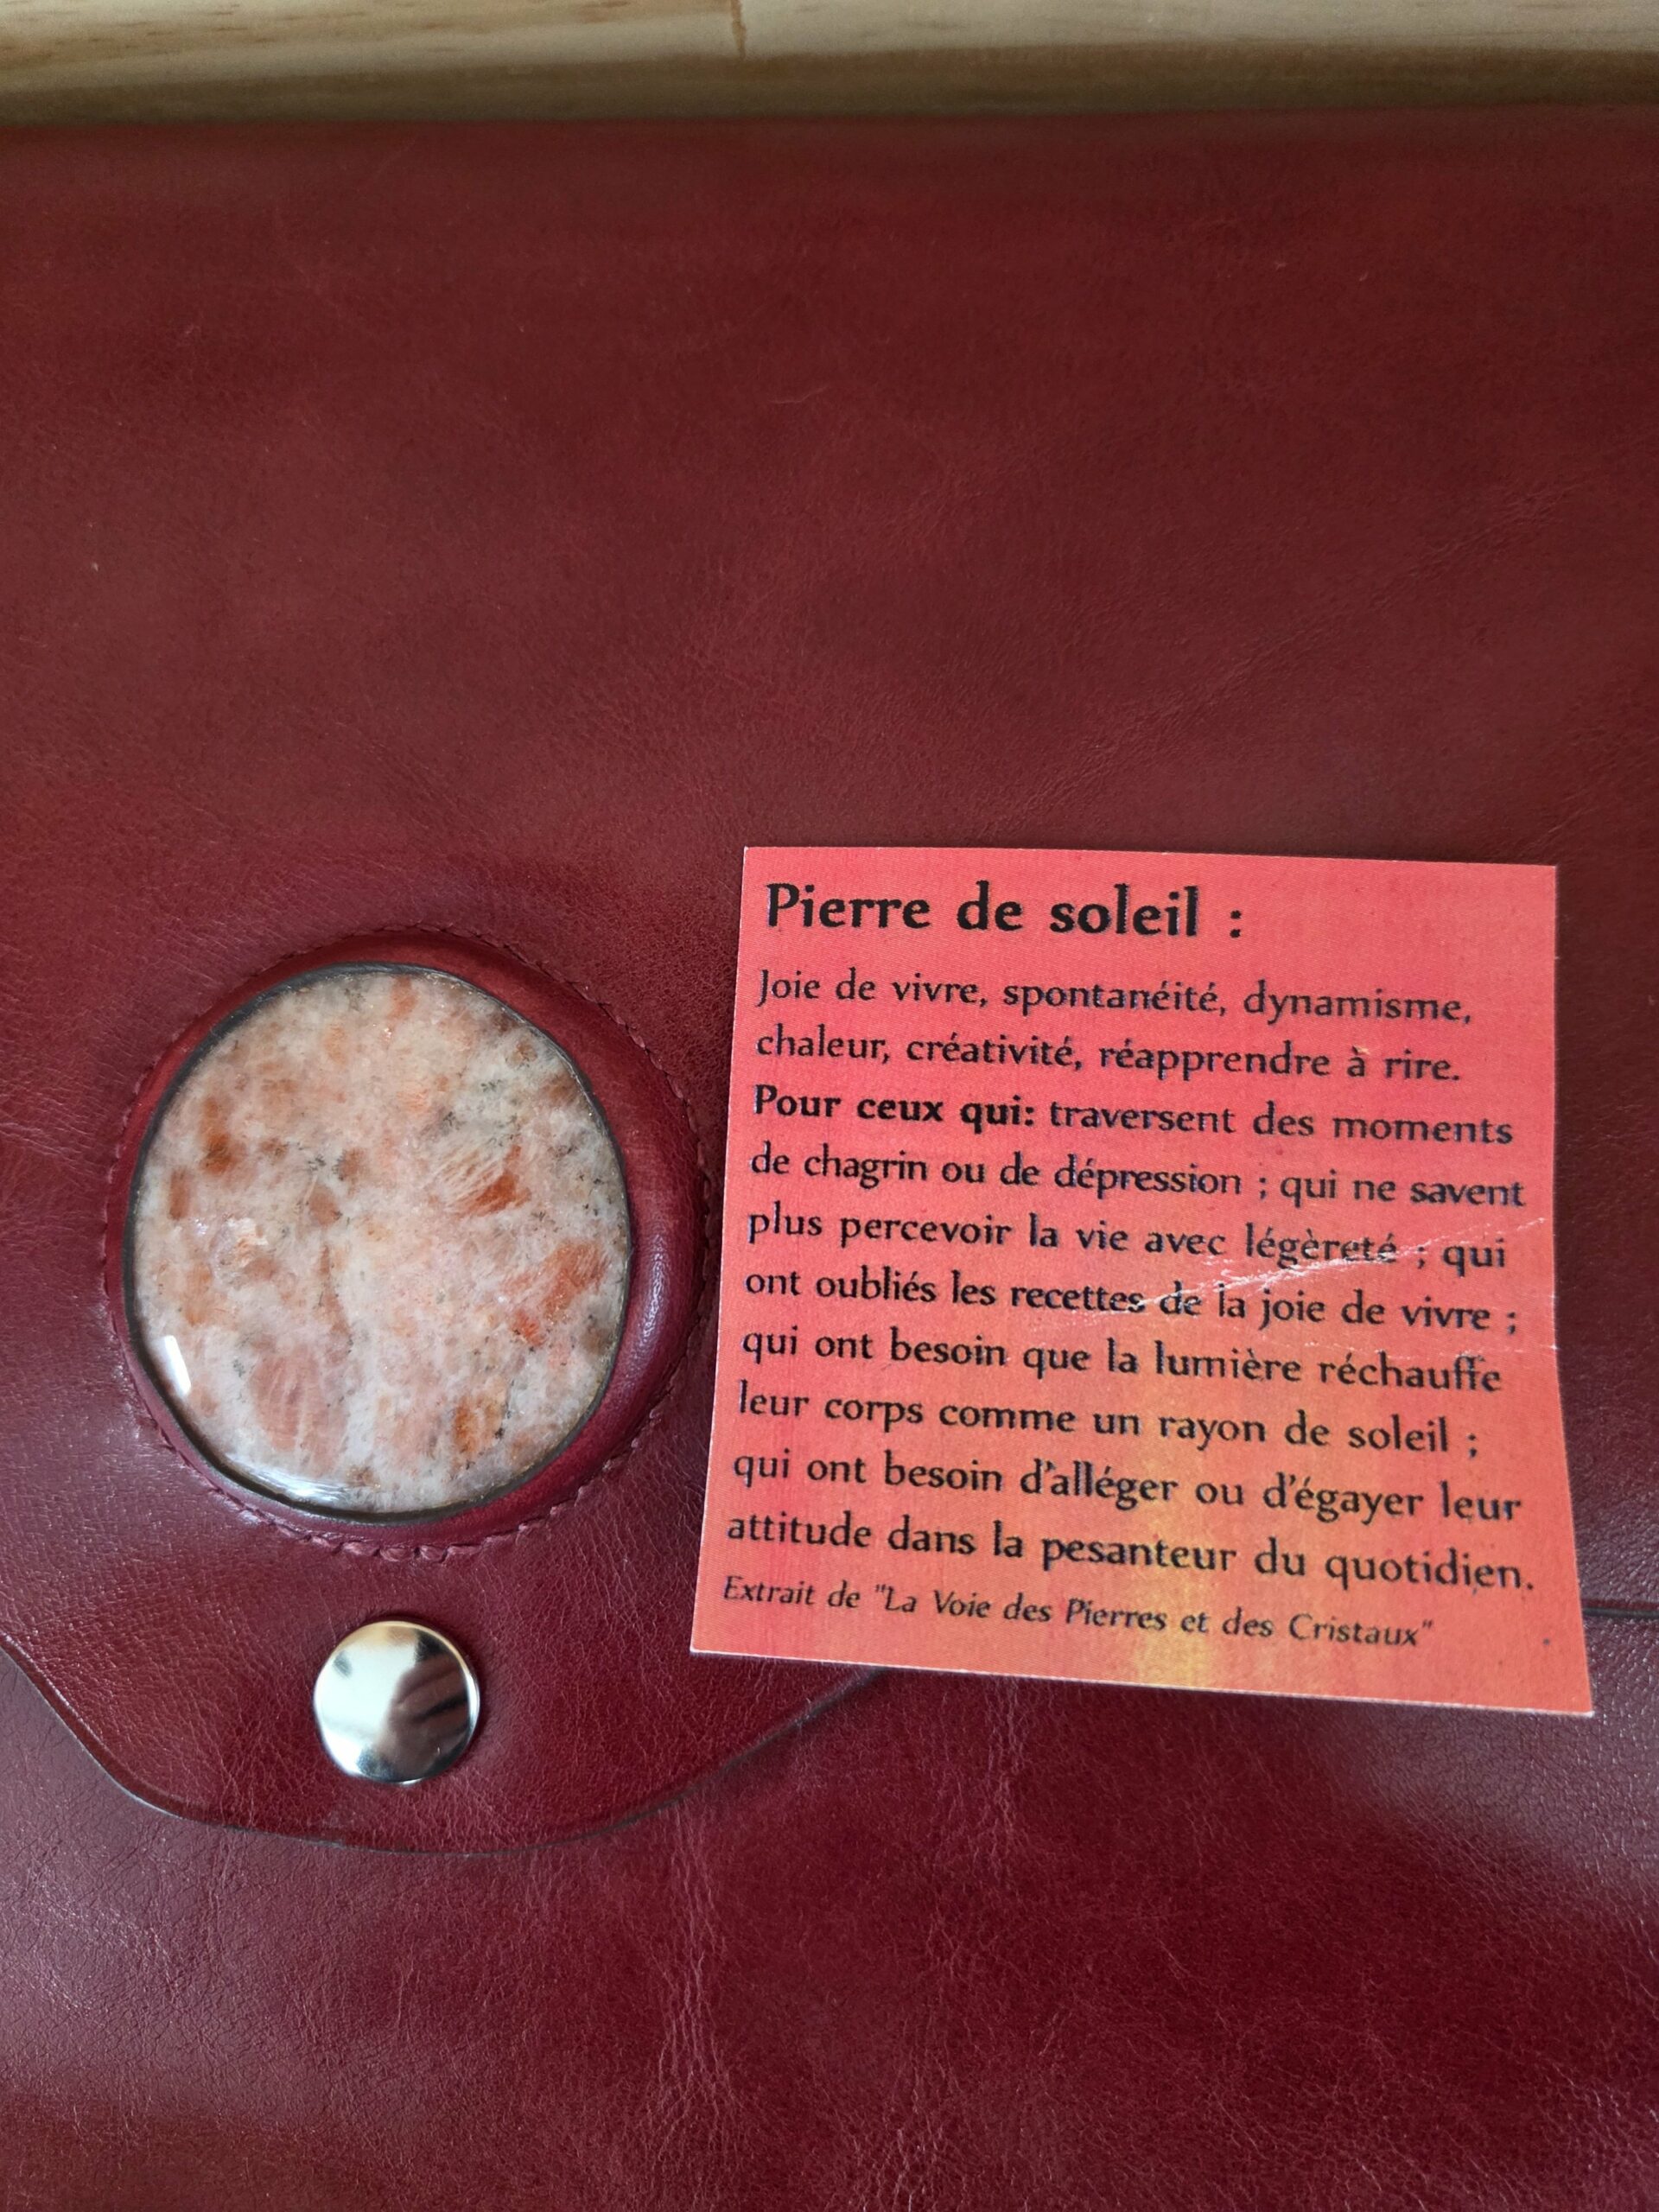 Pierre de soleil :
Joie de vivre, spontanéité, dynamisme,
chaleur, créativité, réapprendre à rire.
Pour ceux qui: traversent des moments
de chagrin ou de dépression ; qui ne savent
plus percevoir la vie avec légèreté ; qui
ont oubliés les recettes de la joie de vivre ;
qui ont besoin que la lumière réchauffe
leur corps comme un rayon de soleil ;
qui ont besoin d'alléger ou d'égayer leur
attitude dans la pesanteur du quotidien.
Extrait de "La Voie des Pierres et des Cristaux"